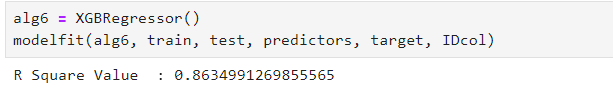 alg6 = XGBRegressor()
modelfit(alg6, train, test, predictors, target, IDcol)
R Square Value  : 0.8634991269855565